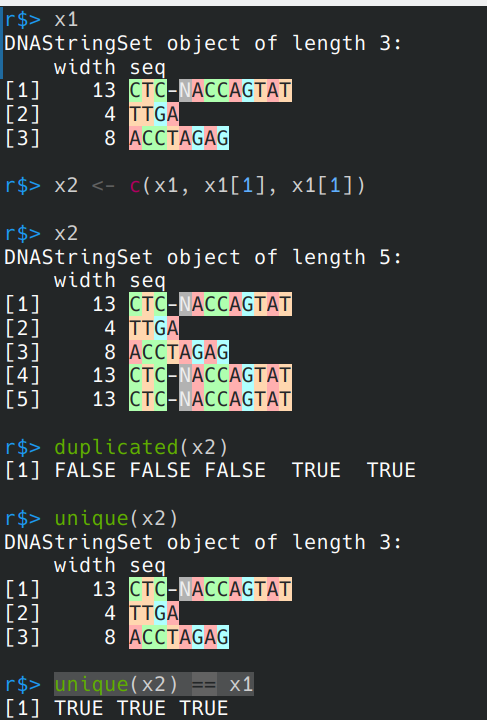 r$> x1
DNAStringSet object of length 3:
    width seq
[1]    13 CTC-NACCAGTAT
[2]     4 TTGA
[3]     8 ACCTAGAG
r$> x2 <- c(x1, x1[1], x1[1])
r$> x2
DNAStringSet object of length 5:
    width seq
[1]    13 CTC-NACCAGTAT
[2]     4 TTGA
[3]     8 ACCTAGAG
[4]    13 CTC-NACCAGTAT
[5]    13 CTC-NACCAGTAT
r$> duplicated(x2)
[1] FALSE FALSE FALSE  TRUE  TRUE
r$> unique(x2)
DNAStringSet object of length 3:
    width seq
[1]    13 CTC-NACCAGTAT
[2]     4 TTGA
[3]     8 ACCTAGAG
r$> unique(x2) == x1
[1] TRUE TRUE TRUE